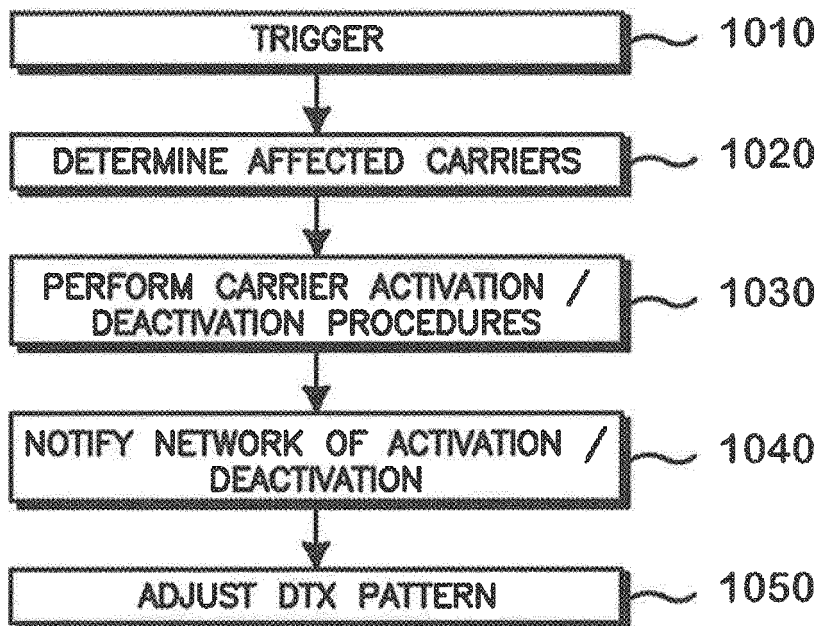 TRIGGER 1010
DETERMINE AFFECTED CARRIERS 1020
PERFORM CARRIER ACTIVATION /
DEACTIVATION PROCEDURES 1030
NOTIFY NETWORK OF ACTIVATION /
DEACTIVATION 1040
ADJUST DTX PATTERN 1050